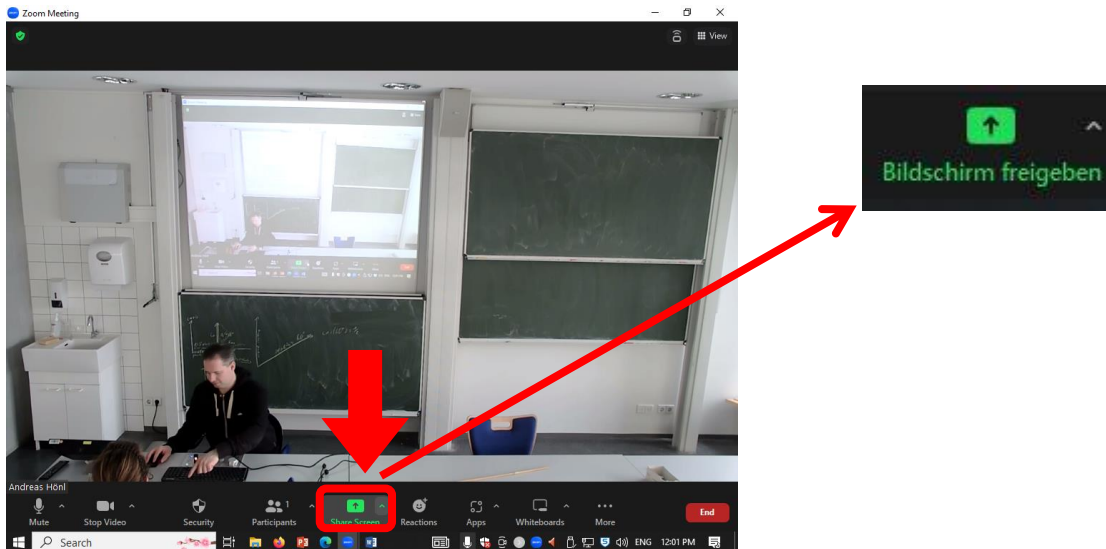 Zoom Meeting
View
Bildschirm freigeben
Andreas Hönl
Mute
Stop Video
Security
Participants
1
Share Screen
Reactions
Apps
Whiteboards
More
End
Search
ENG
12:01 PM